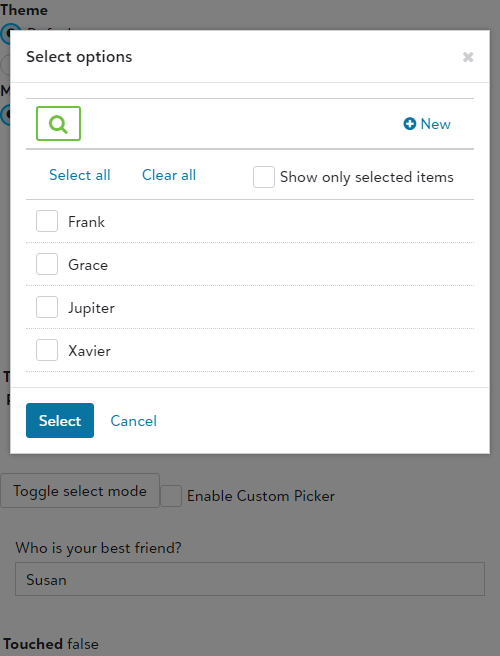 Theme
Select options
New
Select all Clear all Show only selected items
Frank
Grace
Jupiter
Xavier
Select Cancel
Toggle select mode Enable Custom Picker
Who is your best friend?
Susan
Touched false